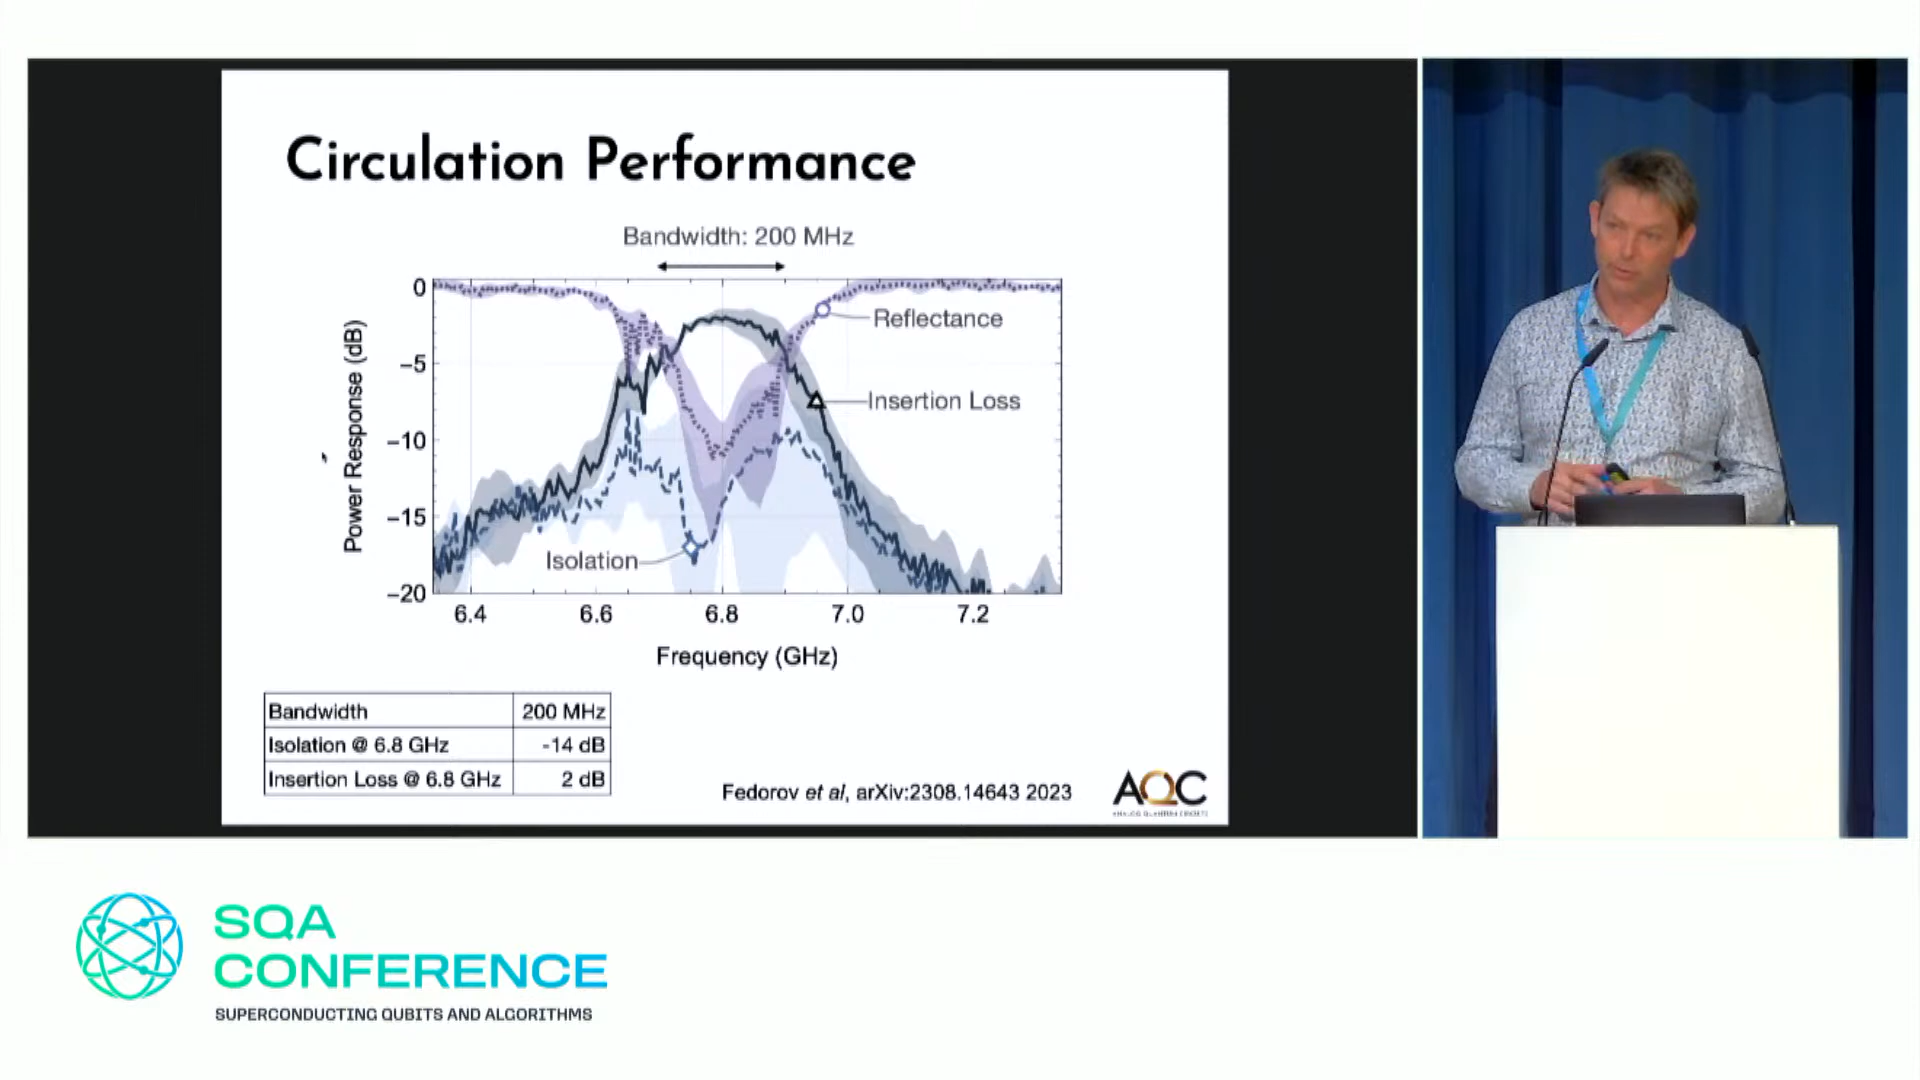 Circulation Performance
Bandwidth: 200 MHz
0
−5
−10
−15
−20
Power Response (dB)
Reflectance
Insertion Loss
Isolation
6.4 6.6 6.8 7.0 7.2
Frequency (GHz)
Bandwidth 200 MHz
Isolation @ 6.8 GHz -14 dB
Insertion Loss @ 6.8 GHz 2 dB
Fedorov et al, arXiv:2308.14643 2023
AQC
SQA
CONFERENCE
SUPERCONDUCTING QUBITS AND ALGORITHMS